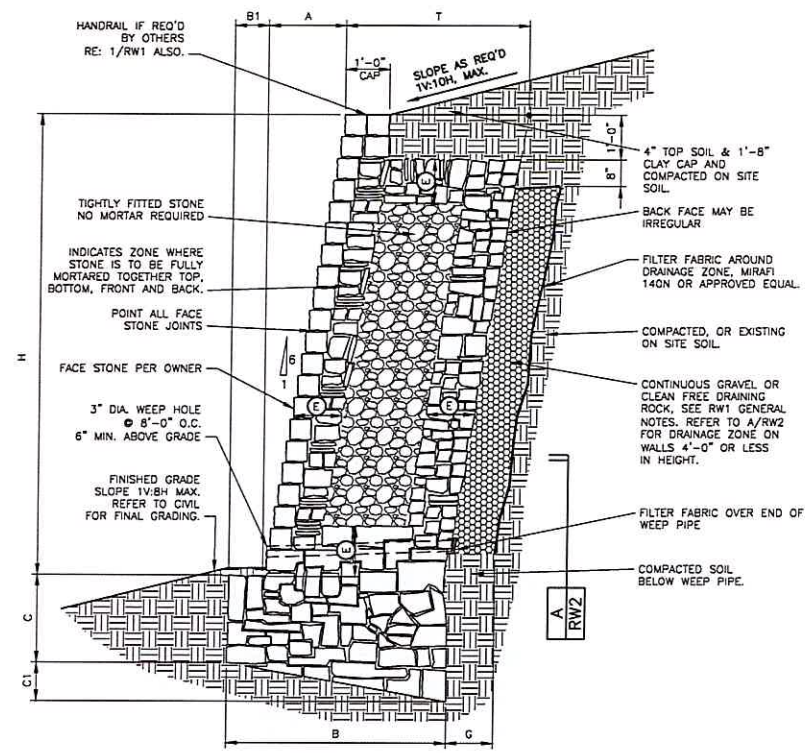 B1
A
T
HANDRAIL IF REQ'D
BY OTHERS
RE: 1/RW1 ALSO.
1'-0"
CAP
SLOPE AS REQ'D
1V:10H, MAX.
1'-0"
8"
4" TOP SOIL & 1'-8"
CLAY CAP AND
COMPACTED ON SITE
SOIL.
E
TIGHTLY FITTED STONE
NO MORTAR REQUIRED
BACK FACE MAY BE
IRREGULAR
INDICATES ZONE WHERE
STONE IS TO BE FULLY
MORTARED TOGETHER TOP,
BOTTOM, FRONT AND BACK.
FILTER FABRIC AROUND
DRAINAGE ZONE, MIRAFI
140N OR APPROVED EQUAL.
POINT ALL FACE
STONE JOINTS
COMPACTED, OR EXISTING
ON SITE SOIL.
H
6
1
FACE STONE PER OWNER
CONTINUOUS GRAVEL OR
CLEAN FREE DRAINING
ROCK, SEE RW1 GENERAL
NOTES. REFER TO A/RW2
FOR DRAINAGE ZONE ON
WALLS 4'-0" OR LESS
IN HEIGHT.
E
E
3" DIA. WEEP HOLE
@ 8'-0" O.C.
6" MIN. ABOVE GRADE
FINISHED GRADE
SLOPE 1V:8H MAX.
REFER TO CIVIL
FOR FINAL GRADING.
FILTER FABRIC OVER END OF
WEEP PIPE
E
COMPACTED SOIL
BELOW WEEP PIPE.
A
RW2
C
C1
B
G